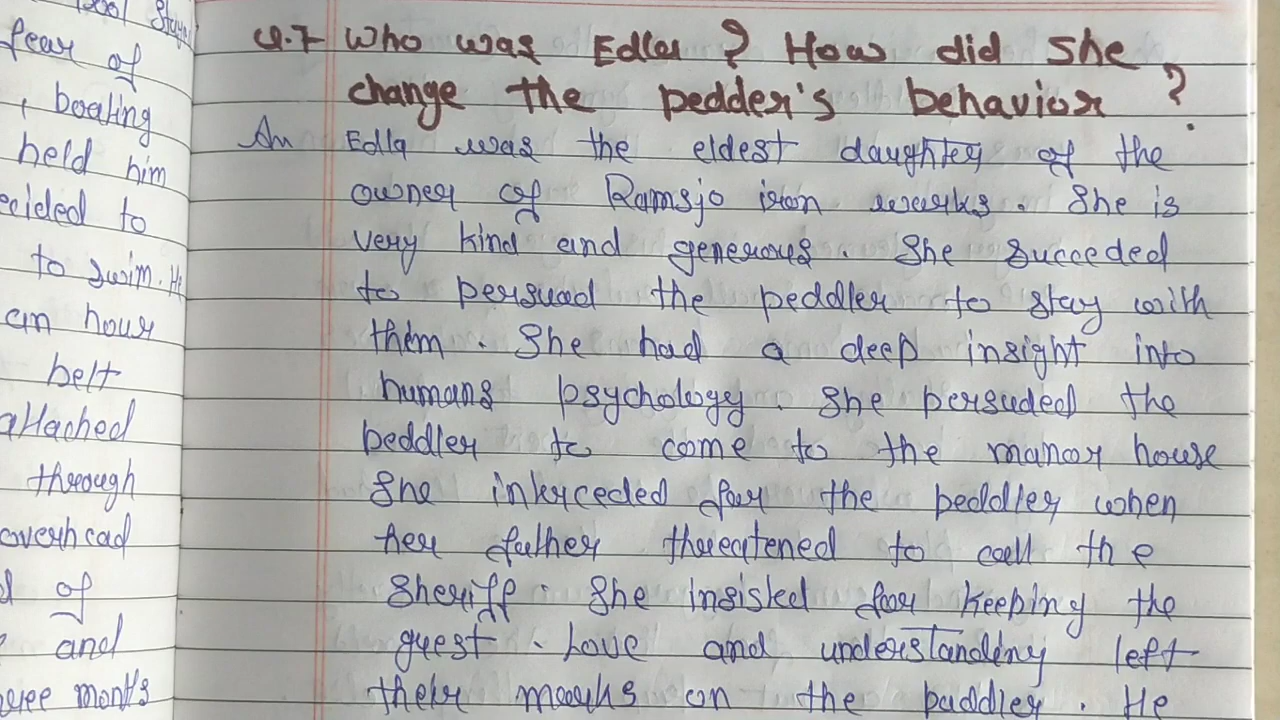 fear of
, boating
held him
ecided to
to swim. He
an hour
belt
attached
through
overhead
d of
and
three months
Q.7 Who was Edla ? How did she
change the pedder's behavior ?
An Edla was the eldest daughter of the
owner of Ramsjo iron works. She is
very kind and generous. She succeded
to persuad the peddler to stay with
them. She had a deep insight into
humans psychology. She persuded the
peddler to come to the manor house
She interceded for the peddler when
her father threatened to call the
Sheriff. She insisted for keeping the
guest. Love and understanding left
their marks on the paddler. He